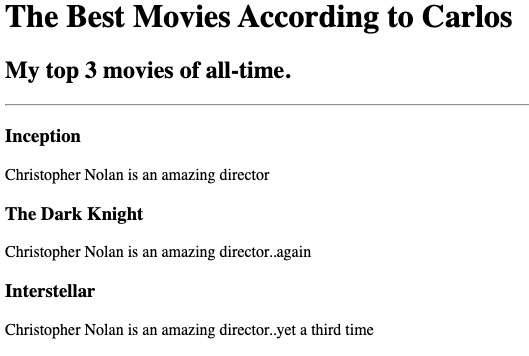 The Best Movies According to Carlos
My top 3 movies of all-time.
Inception
Christopher Nolan is an amazing director
The Dark Knight
Christopher Nolan is an amazing director..again
Interstellar
Christopher Nolan is an amazing director..yet a third time